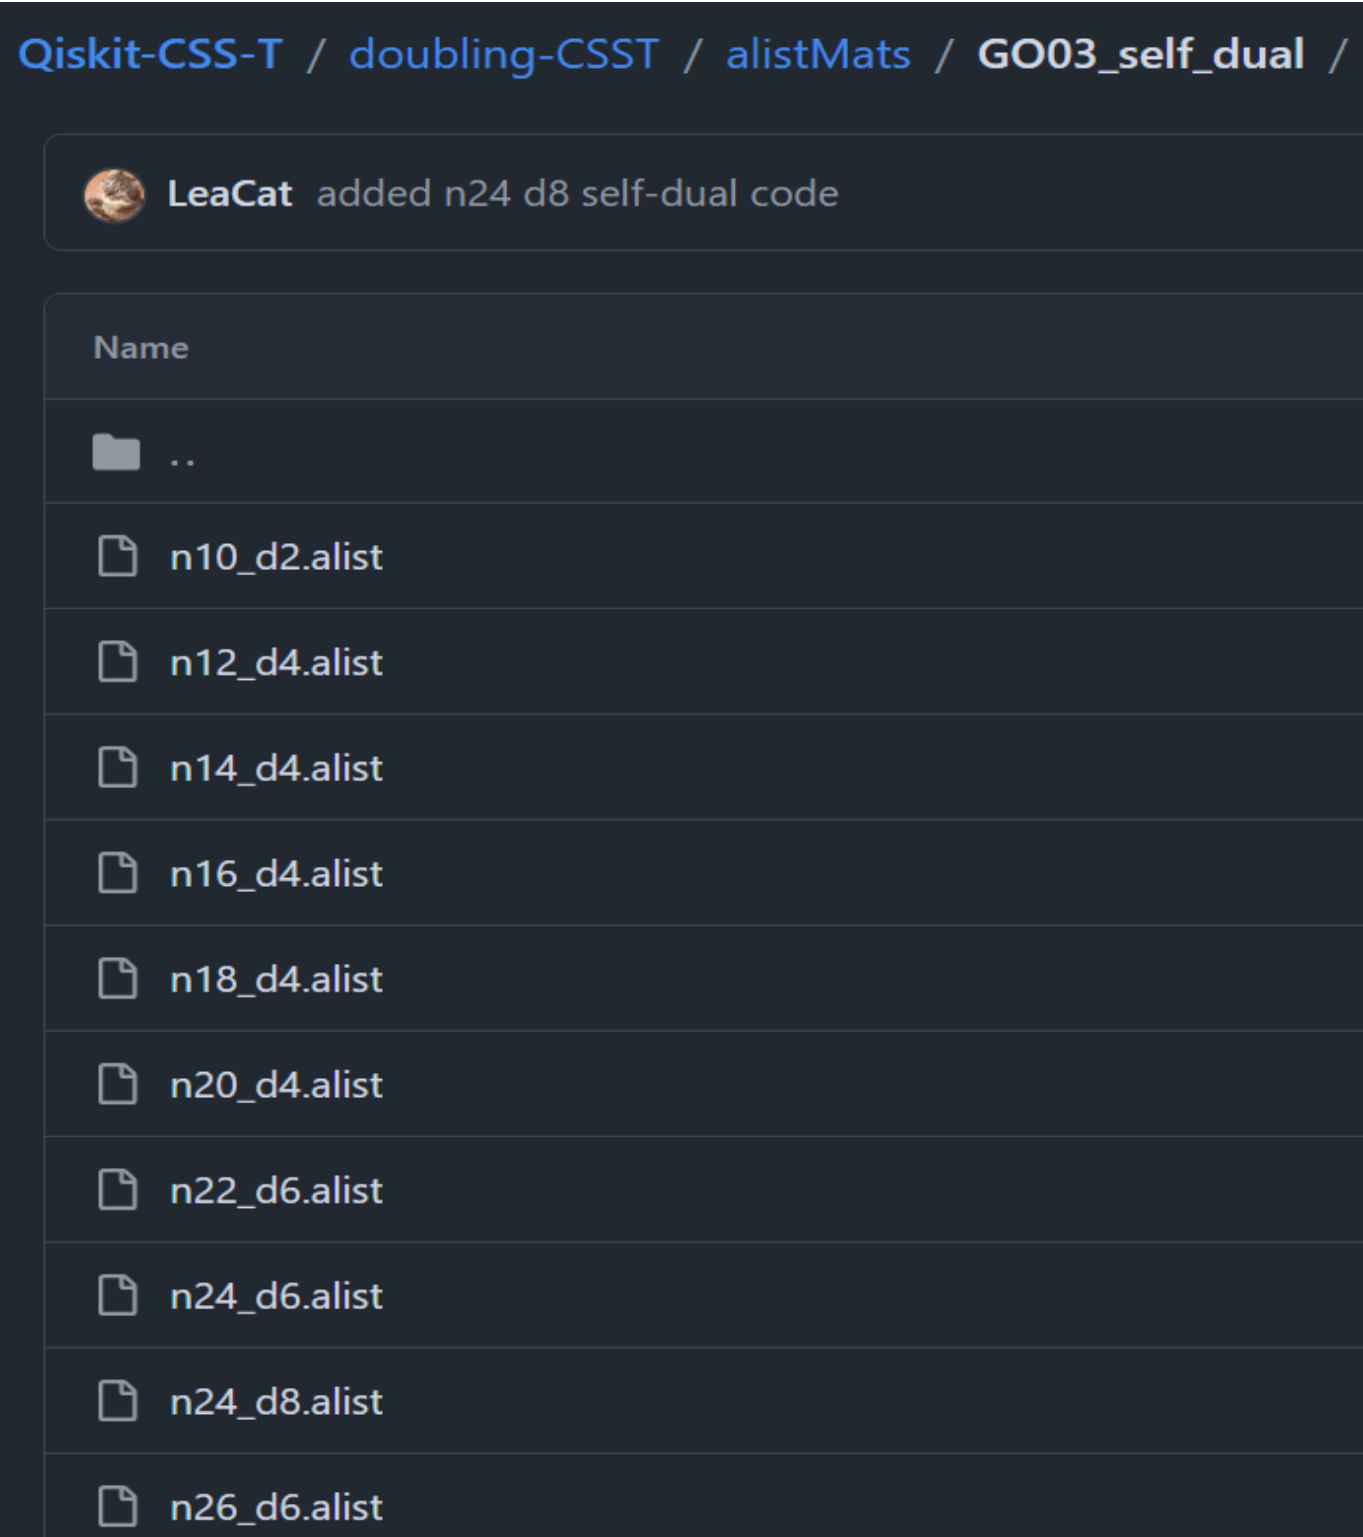 Qiskit-CSS-T / doubling-CSST / alistMats / GO03_self_dual /
LeaCat added n24 d8 self-dual code
Name
..
n10_d2.alist
n12_d4.alist
n14_d4.alist
n16_d4.alist
n18_d4.alist
n20_d4.alist
n22_d6.alist
n24_d6.alist
n24_d8.alist
n26_d6.alist